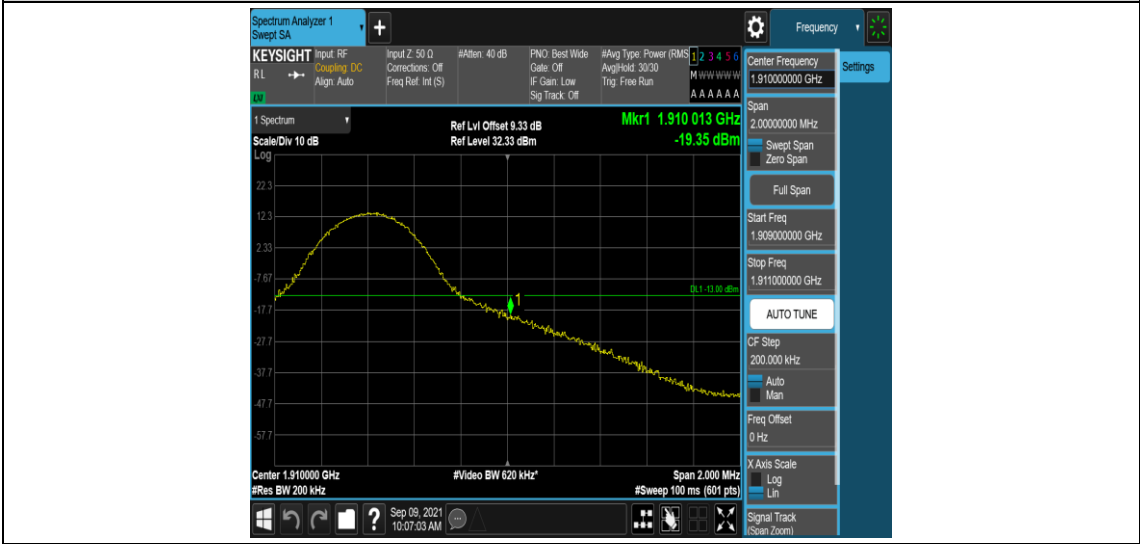 Spectrum Analyzer 1
Swept SA
+
Frequency
KEYSIGHT
R L
LXI
Input: RF
Coupling: DC
Align: Auto
Input Z: 50 Ω
Corrections: Off
Freq Ref: Int (S)
#Atten: 40 dB
PNO: Best Wide
Gate: Off
IF Gain: Low
Sig Track: Off
#Avg Type: Power (RMS
Avg|Hold: 30/30
Trig: Free Run
1 2 3 4 5 6
M W W W W W
A A A A A A
1 Spectrum
Scale/Div 10 dB
Log
Ref Lvl Offset 9.33 dB
Ref Level 32.33 dBm
Mkr1 1.910 013 GHz
-19.35 dBm
22.3
12.3
2.33
-7.67
-17.7
-27.7
-37.7
-47.7
-57.7
DL1 -13.00 dBm
1
Center 1.910000 GHz
#Res BW 200 kHz
#Video BW 620 kHz*
Span 2.000 MHz
#Sweep 100 ms (601 pts)
Center Frequency
1.910000000 GHz
Settings
Span
2.00000000 MHz
Swept Span
Zero Span
Full Span
Start Freq
1.909000000 GHz
Stop Freq
1.911000000 GHz
AUTO TUNE
CF Step
200.000 kHz
Auto
Man
Freq Offset
0 Hz
X Axis Scale
Log
Lin
Signal Track
(Span Zoom)
?
Sep 09, 2021
10:07:03 AM